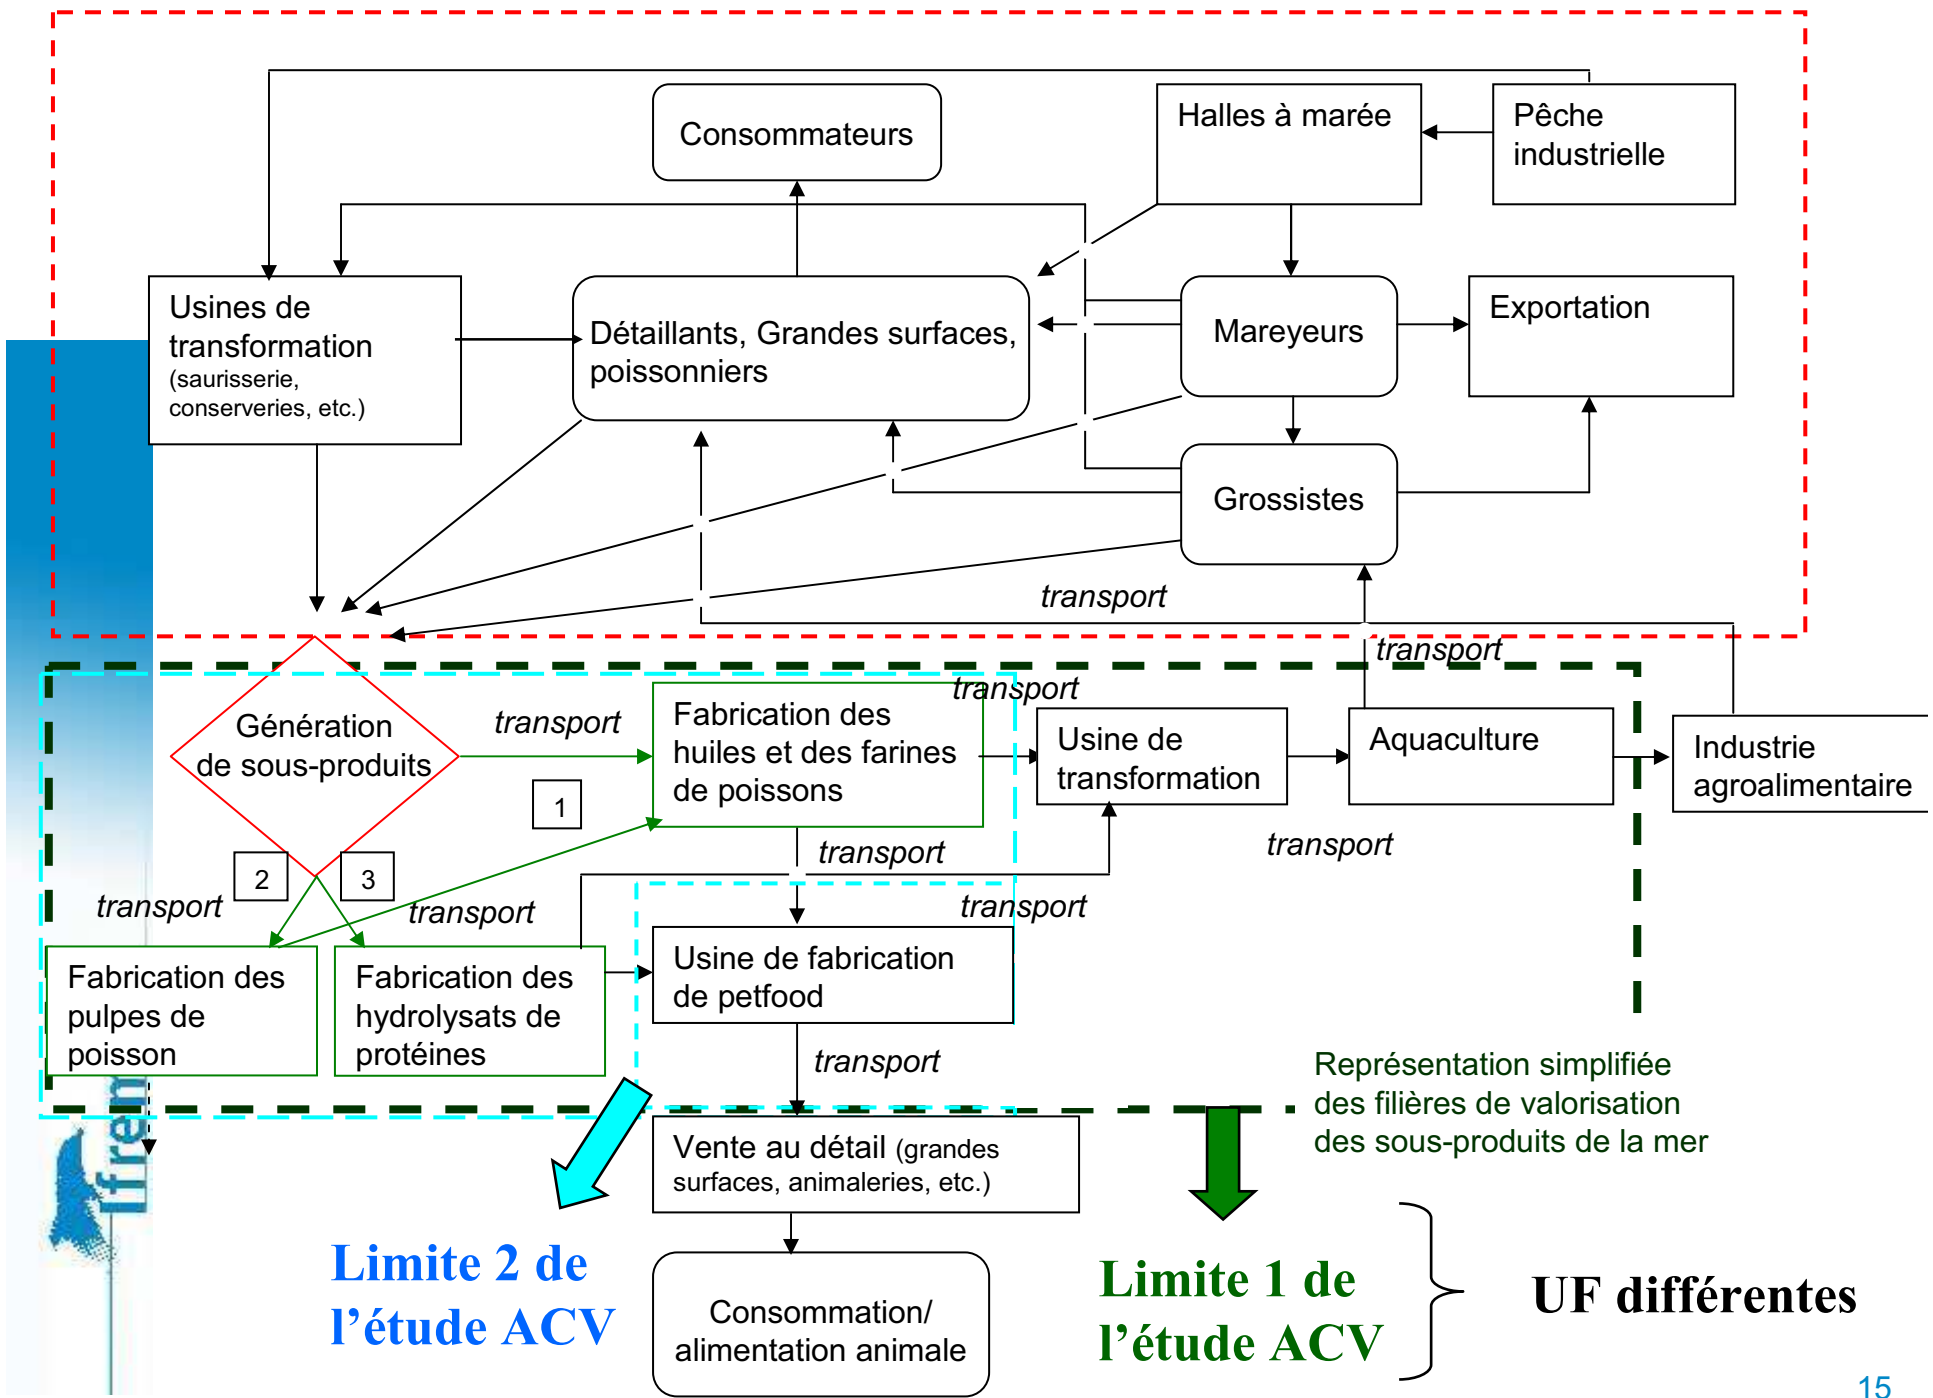 Consommateurs
Halles à marée
Pêche
industrielle
Usines de
transformation
(saurisserie,
conserveries, etc.)
Détaillants, Grandes surfaces,
poissonniers
Mareyeurs
Exportation
Grossistes
transport
transport
transport
Génération
de sous-produits
transport
Fabrication des
huiles et des farines
de poissons
Usine de
transformation
Aquaculture
Industrie
agroalimentaire
1
transport
transport
2
3
transport
transport
transport
Fabrication des
pulpes de
poisson
Fabrication des
hydrolysats de
protéines
Usine de fabrication
de petfood
transport
Représentation simplifiée
des filières de valorisation
des sous-produits de la mer
Vente au détail (grandes
surfaces, animaleries, etc.)
Limite 2 de
l'étude ACV
Limite 1 de
l'étude ACV
UF différentes
Consommation/
alimentation animale
15